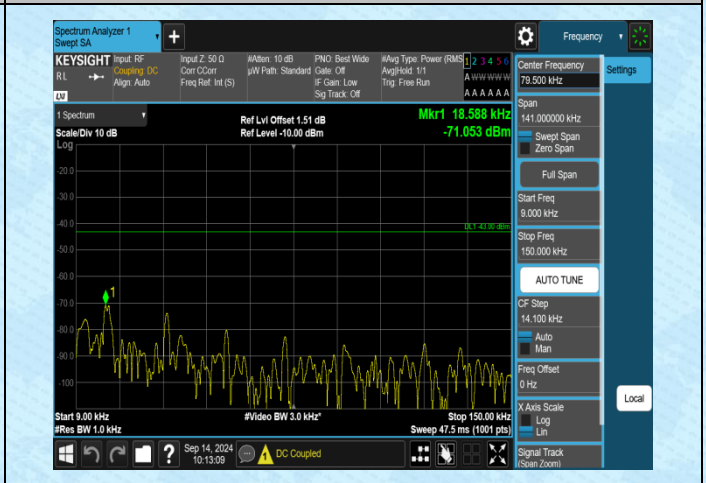 Spectrum Analyzer 1
Swept SA
Frequency
KEYSIGHT
RL
LXI
Input: RF
Coupling: DC
Align: Auto
Input Z: 50 Ω
Corr CCorr
Freq Ref: Int (S)
#Atten: 10 dB
µW Path: Standard
PNO: Best Wide
Gate: Off
IF Gain: Low
Sig Track: Off
#Avg Type: Power (RMS
Avg|Hold: 1/1
Trig: Free Run
1 2 3 4 5 6
A W W W W W
A A A A A A
Center Frequency
79.500 kHz
Settings
Span
141.000000 kHz
Swept Span
Zero Span
Full Span
Start Freq
9.000 kHz
Stop Freq
150.000 kHz
AUTO TUNE
CF Step
14.100 kHz
Auto
Man
Freq Offset
0 Hz
X Axis Scale
Log
Lin
Signal Track
(Span Zoom)
Local
1 Spectrum
Scale/Div 10 dB
Log
Ref Lvl Offset 1.51 dB
Ref Level -10.00 dBm
Mkr1 18.588 kHz
-71.053 dBm
-20.0
-30.0
-40.0
DL1 -43.00 dBm
-50.0
-60.0
-70.0
1
-80.0
-90.0
-100
Start 9.00 kHz
#Res BW 1.0 kHz
#Video BW 3.0 kHz*
Stop 150.00 kHz
Sweep 47.5 ms (1001 pts)
?
Sep 14, 2024
10:13:09
DC Coupled